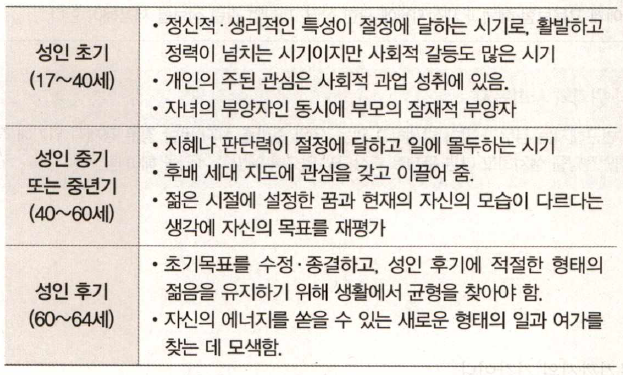 성인 초기
(17～40세)
• 정신적·생리적인 특성이 절정에 달하는 시기로, 활발하고
정력이 넘치는 시기이지만 사회적 갈등도 많은 시기
• 개인의 주된 관심은 사회적 과업 성취에 있음.
• 자녀의 부양자인 동시에 부모의 잠재적 부양자
성인 중기
또는 중년기
(40～60세)
• 지혜나 판단력이 절정에 달하고 일에 몰두하는 시기
• 후배 세대 지도에 관심을 갖고 이끌어 줌.
• 젊은 시절에 설정한 꿈과 현재의 자신의 모습이 다르다는
생각에 자신의 목표를 재평가
성인 후기
(60～64세)
• 초기목표를 수정·종결하고, 성인 후기에 적절한 형태의
젊음을 유지하기 위해 생활에서 균형을 찾아야 함.
• 자신의 에너지를 쏟을 수 있는 새로운 형태의 일과 여가를
찾는 데 모색함.